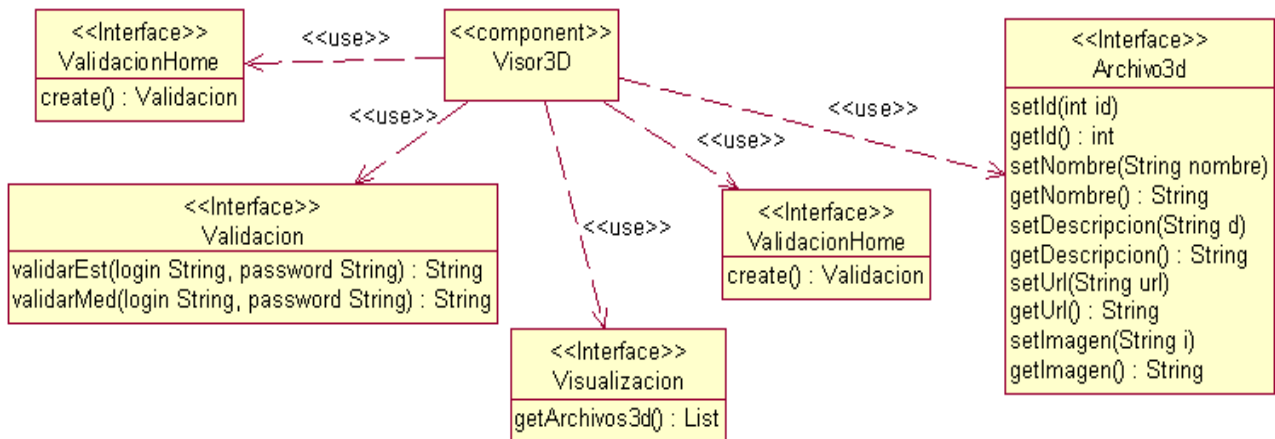 <<Interface>>
ValidacionHome
create() : Validacion
<<use>>
<<component>>
Visor3D
<<Interface>>
Archivo3d
setId(int id)
getId() : int
setNombre(String nombre)
getNombre() : String
setDescripcion(String d)
getDescripcion() : String
setUrl(String url)
getUrl() : String
setImagen(String i)
getImagen() : String
<<use>>
<<use>>
<<use>>
<<use>>
<<Interface>>
Validacion
validarEst(login String, password String) : String
validarMed(login String, password String) : String
<<Interface>>
ValidacionHome
create() : Validacion
<<Interface>>
Visualizacion
getArchivos3d() : List